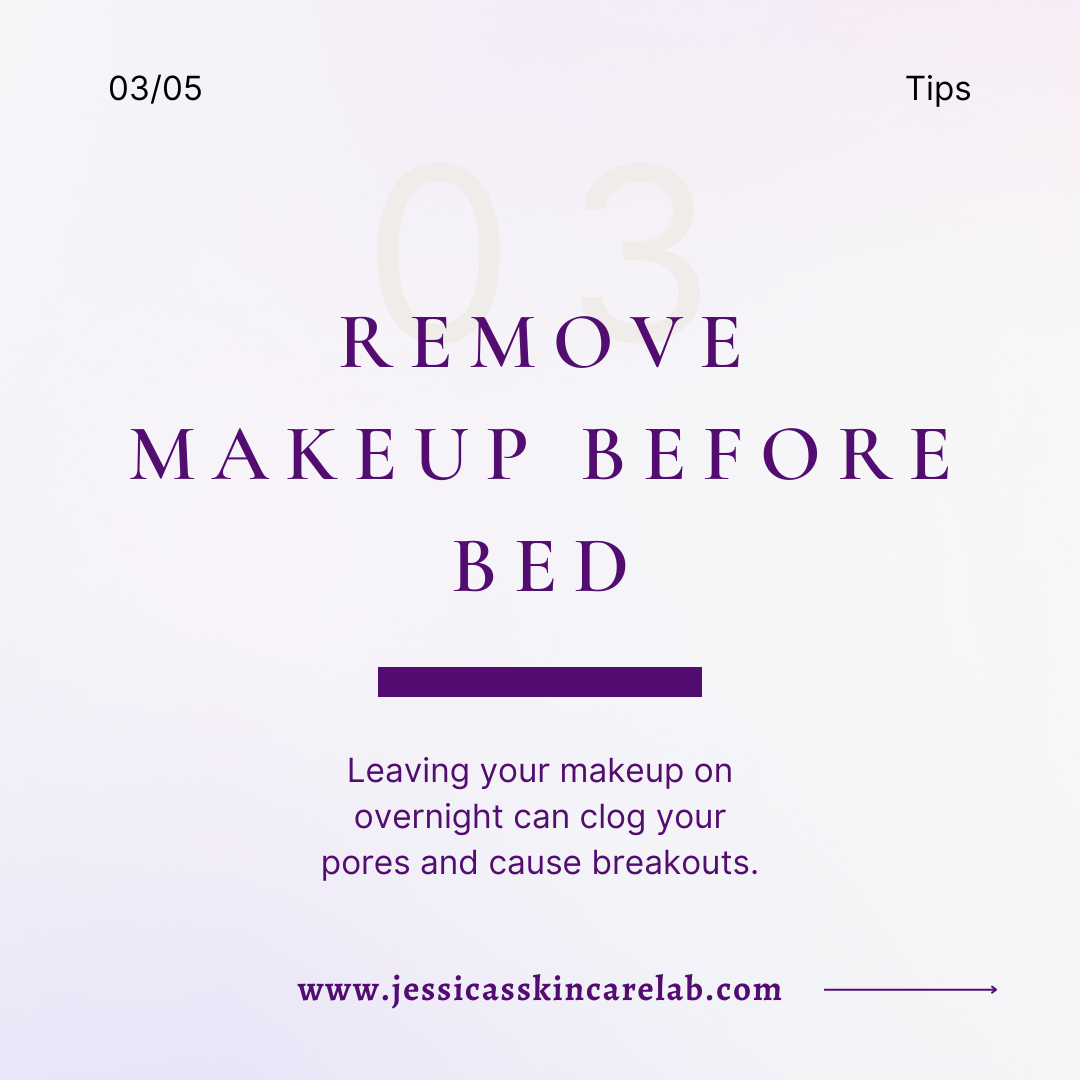 03/05
Tips
03
REMOVE
MAKEUP BEFORE
BED
Leaving your makeup on
overnight can clog your
pores and cause breakouts.
www.jessicasskincarelab.com